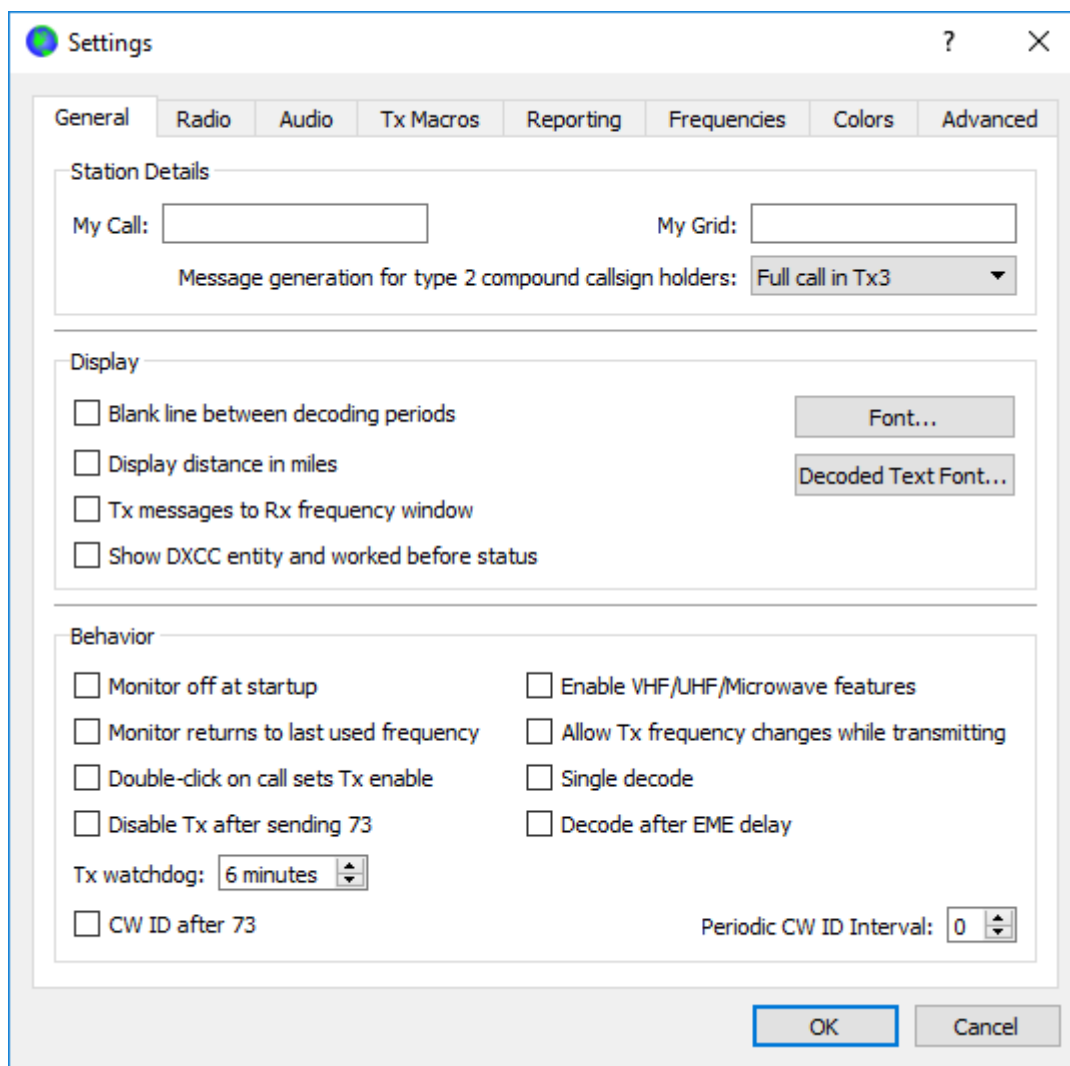 Settings
?
General Radio Audio Tx Macros Reporting Frequencies Colors Advanced
Station Details
My Call: My Grid:
Message generation for type 2 compound callsign holders: Full call in Tx3
Display
Blank line between decoding periods Font...
Display distance in miles Decoded Text Font...
Tx messages to Rx frequency window
Show DXCC entity and worked before status
Behavior
Monitor off at startup Enable VHF/UHF/Microwave features
Monitor returns to last used frequency Allow Tx frequency changes while transmitting
Double-click on call sets Tx enable Single decode
Disable Tx after sending 73 Decode after EME delay
Tx watchdog: 6 minutes
CW ID after 73 Periodic CW ID Interval: 0
OK Cancel